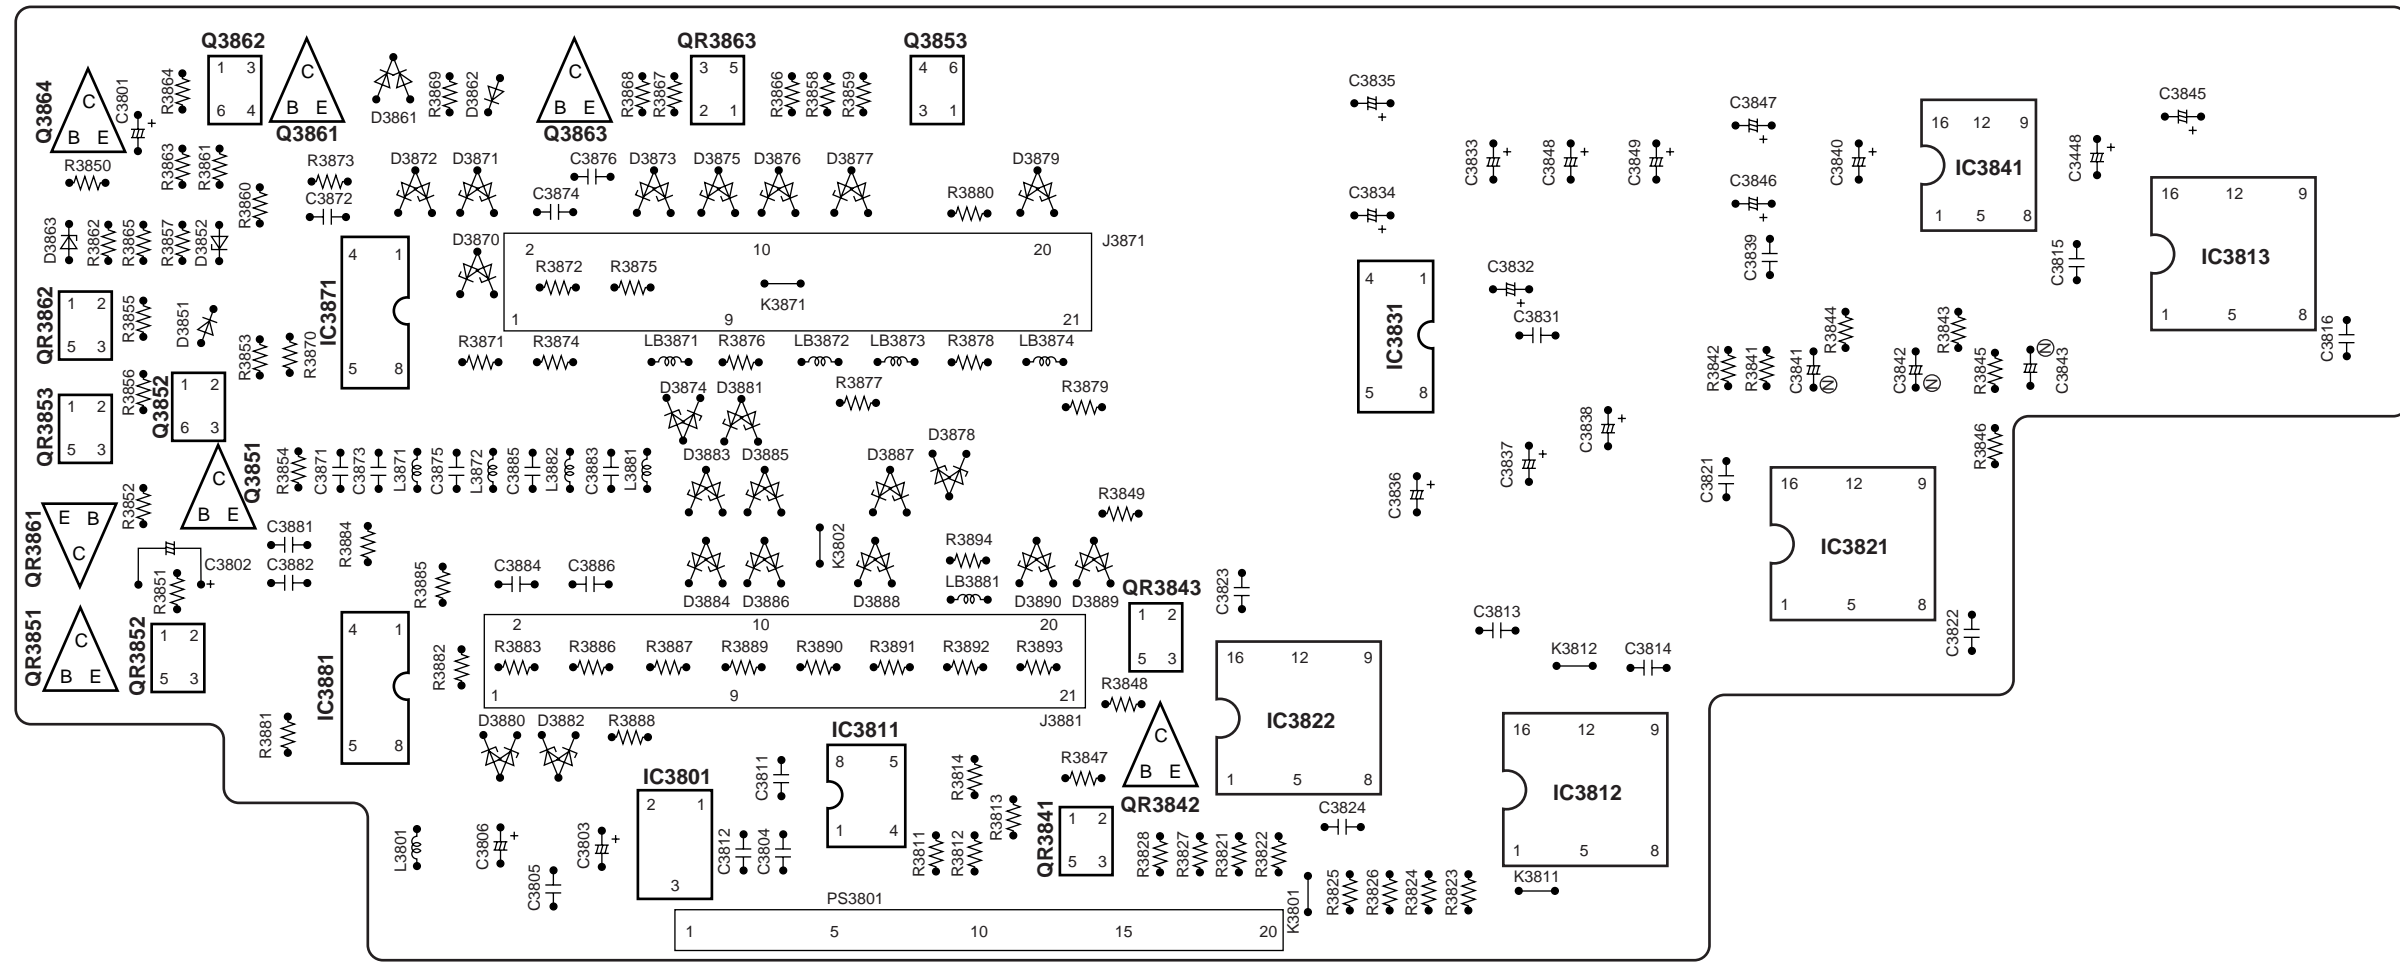 Q3862
QR3863
Q3853
Q3864
C3801
R3864
1 3
6 4
C
B E
Q3861
D3861
R3869
D3862
C
B E
Q3863
R3868
R3867
3 5
2 1
R3866
R3858
R3859
4 6
3 1
C
B E
C3835
C3847
C3845
C3834
C3846
C3833
C3848
C3849
C3840
16 12 9
IC3841
1 5 8
C3448
R3850
R3863
R3861
R3860
R3873
C3872
D3872
D3871
C3876
C3874
D3873
D3875
D3876
D3877
R3880
D3879
16 12 9
IC3813
1 5 8
D3863
R3862
R3865
R3857
D3852
D3870
J3871
2 10 20
R3872
R3875
K3871
1 9 21
4 1
IC3871
5 8
C3839
C3815
C3832
C3831
4 1
IC3831
5 8
QR3862
1 2
5 3
R3855
D3851
R3853
R3870
R3871
R3874
LB3871
R3876
LB3872
LB3873
R3878
LB3874
R3844
R3843
R3842
R3841
C3841
N
C3842
N
R3845
N
C3843
C3816
QR3853
1 2
5 3
R3856
Q3852
1 2
6 3
D3874
D3881
R3877
R3879
C3838
C3837
C3836
R3846
C3821
Q3851
C
B E
R3854
C3871
C3873
L3871
C3875
L3872
C3885
L3882
C3883
L3881
D3883
D3885
D3887
D3878
R3849
16 12 9
IC3821
1 5 8
QR3861
E B
C
R3852
C3881
C3882
R3884
C3802
R3851
R3885
C3884
C3886
K3802
R3894
LB3881
D3884
D3886
D3888
D3890
D3889
QR3843
1 2
5 3
C3823
C3813
K3812
C3814
C3822
QR3851
C
B E
QR3852
1 2
5 3
4 1
IC3881
5 8
R3882
2 10 20
R3883
R3886
R3887
R3889
R3890
R3891
R3892
R3893
1 9 21
J3881
R3848
16 12 9
IC3822
1 5 8
R3881
D3880
D3882
R3888
IC3811
8 5
1 4
C3811
R3814
R3813
R3847
C
B E
QR3842
16 12 9
IC3812
1 5 8
IC3801
2 1
3
L3801
C3806
C3805
C3803
C3812
C3804
R3811
R3812
QR3841
1 2
5 3
R3828
R3827
R3821
R3822
C3824
K3801
R3825
R3826
R3824
R3823
K3811
PS3801
1 5 10 15 20